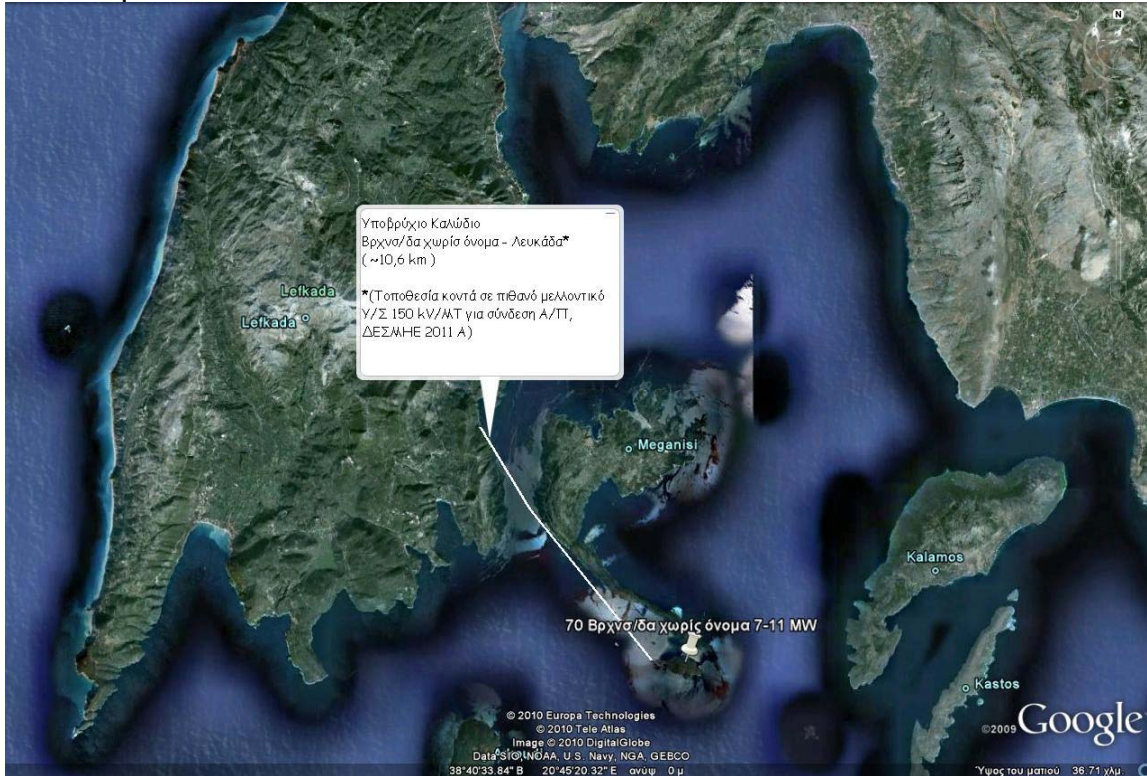 N
Υποβρύχιο Καλώδιο
Βρχνσ/δα χωρίς όνομα - Λευκάδα*
( ~10,6 km )
*(Τοποθεσία κοντά σε πιθανό μελλοντικό
Υ/Σ 150 kV/ΜΤ για σύνδεση Α/Π,
ΔΕΣΜΗΕ 2011 Α)
Lefkada
Lefkada
Meganisi
Kalamos
70 Βρχνσ/δα χωρίς όνομα 7-11 MW
Kastos
© 2010 Europa Technologies
© 2010 Tele Atlas
Image © 2010 DigitalGlobe
Data SIO, NOAA, U.S. Navy, NGA, GEBCO
©2009 Google
38°40'33.84" Β 20°45'20.32" Ε ανύψ 0 μ
Ύψος του ματιού 36.71 χλμ.